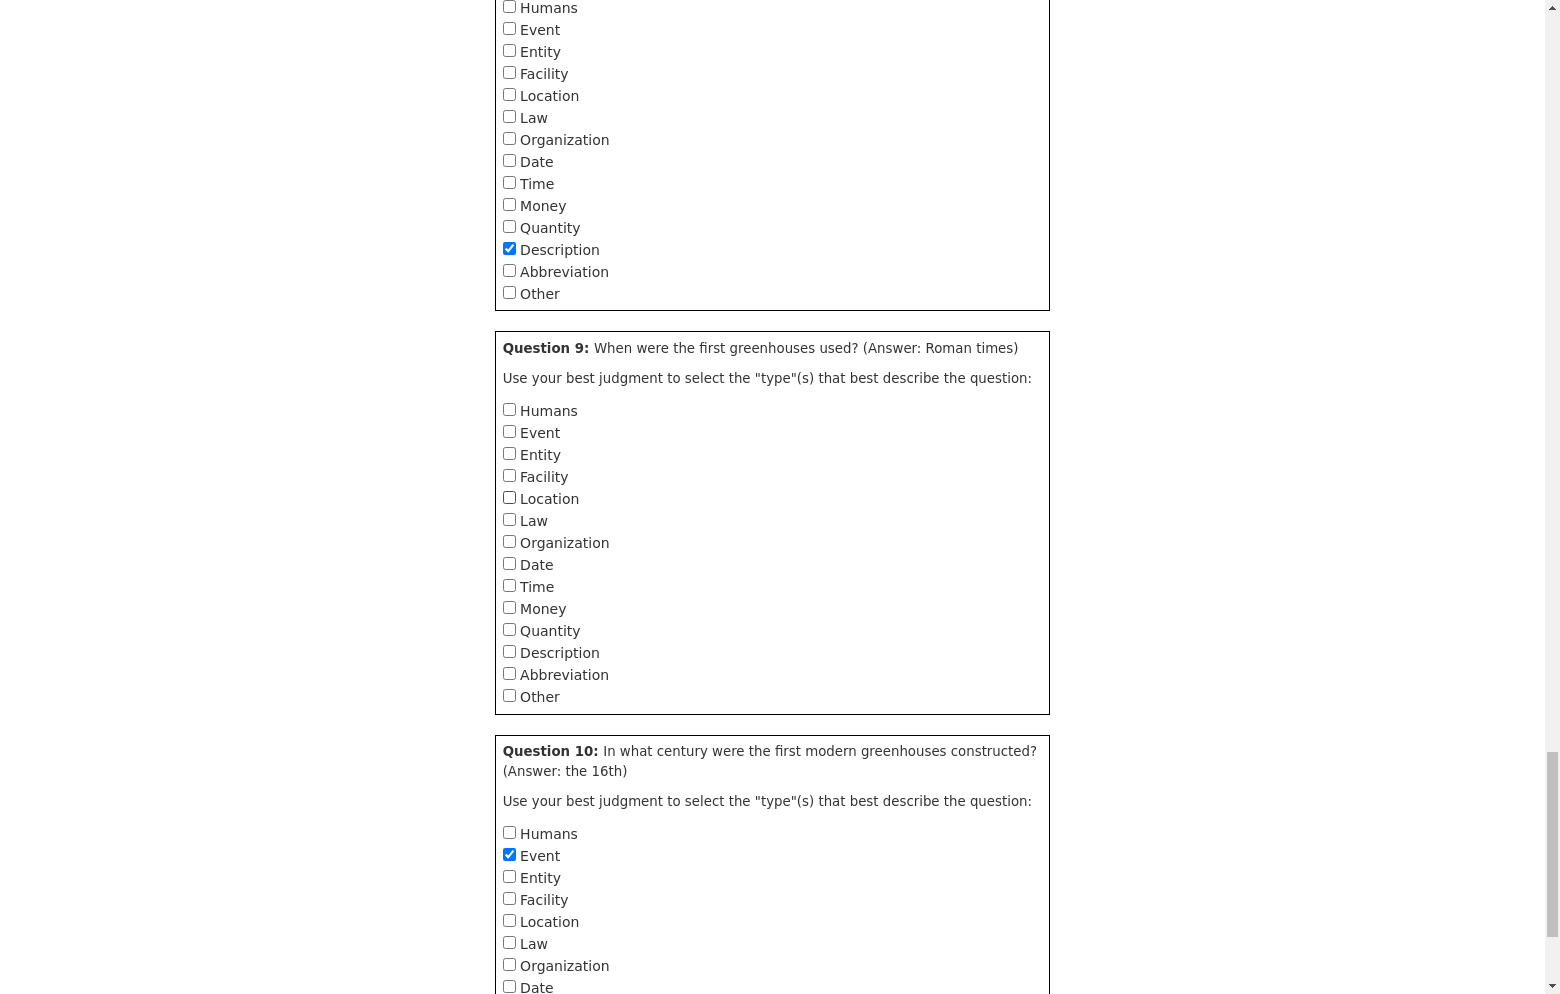 Humans
Event
Entity
Facility
Location
Law
Organization
Date
Time
Money
Quantity
Description
Abbreviation
Other
Question 9: When were the first greenhouses used? (Answer: Roman times)
Use your best judgment to select the "type"(s) that best describe the question:
Humans
Event
Entity
Facility
Location
Law
Organization
Date
Time
Money
Quantity
Description
Abbreviation
Other
Question 10: In what century were the first modern greenhouses constructed?
(Answer: the 16th)
Use your best judgment to select the "type"(s) that best describe the question:
Humans
Event
Entity
Facility
Location
Law
Organization
Date